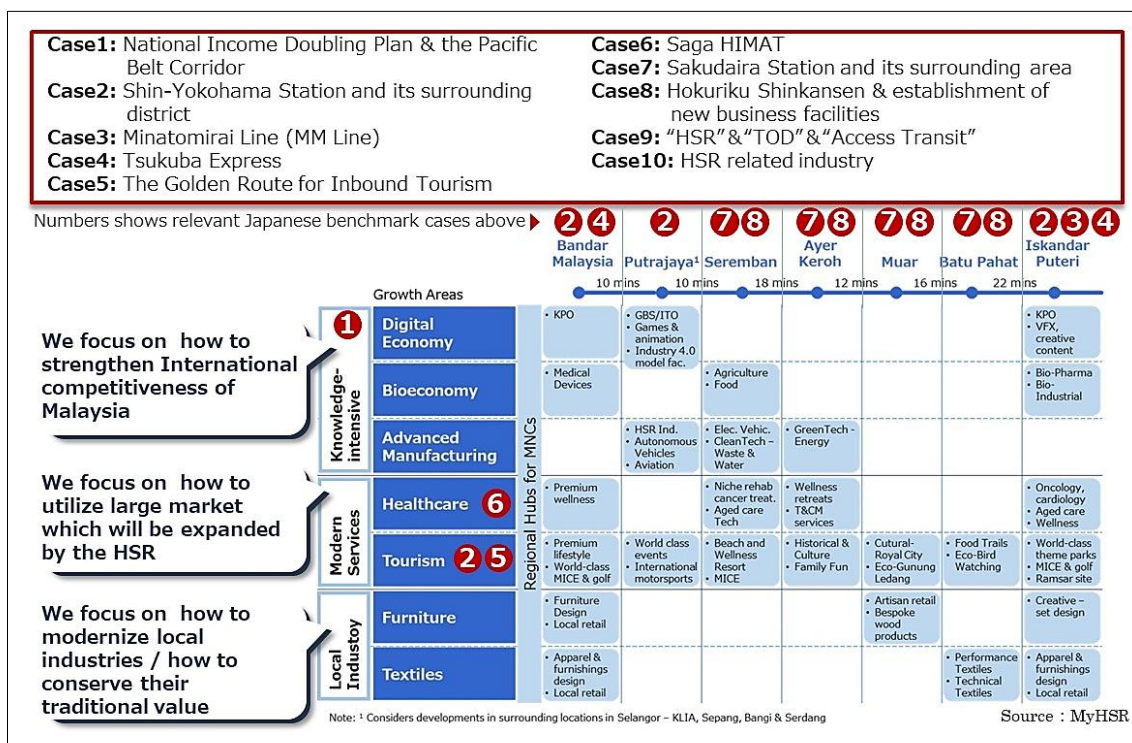 Case1: National Income Doubling Plan & the Pacific
Belt Corridor
Case2: Shin-Yokohama Station and its surrounding
district
Case3: Minatomirai Line (MM Line)
Case4: Tsukuba Express
Case5: The Golden Route for Inbound Tourism
Case6: Saga HIMAT
Case7: Sakudaira Station and its surrounding area
Case8: Hokuriku Shinkansen & establishment of
new business facilities
Case9: “HSR”&“TOD”&“Access Transit”
Case10: HSR related industry
Numbers shows relevant Japanese benchmark cases above
2 4
2
7 8
7 8
7 8
7 8
2 3 4
Bandar
Malaysia
Putrajaya¹
Seremban
Ayer
Keroh
Muar
Batu Pahat
Iskandar
Puteri
10 mins
10 mins
18 mins
12 mins
16 mins
22 mins
Growth Areas
We focus on how to
strengthen International
competitiveness of
Malaysia
We focus on how to
utilize large market
which will be expanded
by the HSR
We focus on how to
modernize local
industries / how to
conserve their
traditional value
1
Knowledge-
intensive
Modern
Services
Local
Industoy
Regional Hubs for MNCs
Digital
Economy
• KPO
• GBS/ITO
• Games &
animation
• Industry 4.0
model fac.
• KPO
• VFX,
creative
content
Bioeconomy
• Medical
Devices
• Agriculture
• Food
• Bio-Pharma
• Bio-
Industrial
Advanced
Manufacturing
• HSR Ind.
• Autonomous
Vehicles
• Aviation
• Elec. Vehic.
• CleanTech –
Waste &
Water
• GreenTech -
Energy
Healthcare 6
• Premium
wellness
• Niche rehab
cancer treat.
• Aged care
Tech
• Wellness
retreats
• T&CM
services
• Oncology,
cardiology
• Aged care
• Wellness
Tourism 2 5
• Premium
lifestyle
• World-class
MICE & golf
• World class
events
• International
motorsports
• Beach and
Wellness
Resort
• MICE
• Historical &
Culture
• Family Fun
• Cutural-
Royal City
• Eco-Gunung
Ledang
• Food Trails
• Eco-Bird
Watching
• World-class
theme parks
• MICE & golf
• Ramsar site
Furniture
• Furniture
Design
• Local retail
• Artisan retail
• Bespoke
wood
products
• Creative –
set design
Textiles
• Apparel &
furnishings
design
• Local retail
• Performance
Textiles
• Technical
Textiles
• Apparel &
furnishings
design
• Local retail
Note: ¹ Considers developments in surrounding locations in Selangor – KLIA, Sepang, Bangi & Serdang
Source : MyHSR